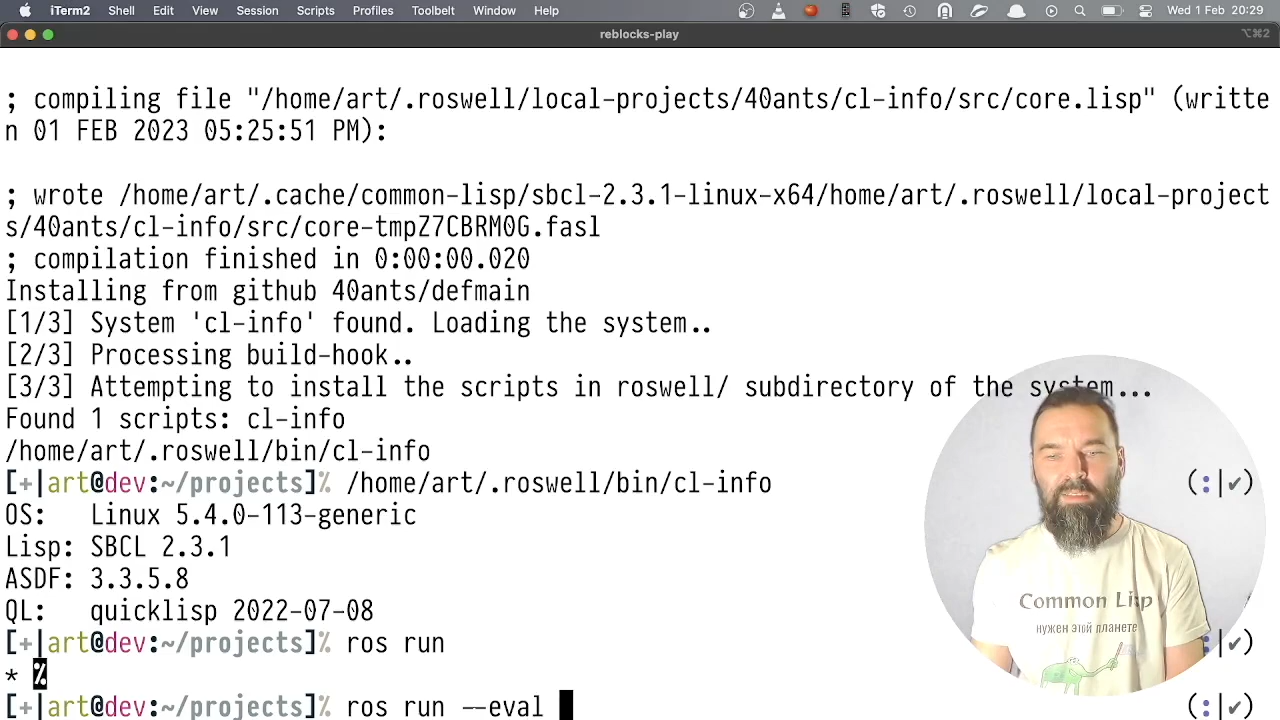 iTerm2 Shell Edit View Session Scripts Profiles Toolbelt Window Help Wed 1 Feb 20:29
reblocks-play ⌥⌘2
; compiling file "/home/art/.roswell/local-projects/40ants/cl-info/src/core.lisp" (writte
n 01 FEB 2023 05:25:51 PM):
; wrote /home/art/.cache/common-lisp/sbcl-2.3.1-linux-x64/home/art/.roswell/local-project
s/40ants/cl-info/src/core-tmpZ7CBRM0G.fasl
; compilation finished in 0:00:00.020
Installing from github 40ants/defmain
[1/3] System 'cl-info' found. Loading the system..
[2/3] Processing build-hook..
[3/3] Attempting to install the scripts in roswell/ subdirectory of the system...
Found 1 scripts: cl-info
/home/art/.roswell/bin/cl-info
[+|art@dev:~/projects]% /home/art/.roswell/bin/cl-info (:|✔)
OS: Linux 5.4.0-113-generic
Lisp: SBCL 2.3.1
ASDF: 3.3.5.8
QL: quicklisp 2022-07-08
Common Lisp
нужен этой планете
[+|art@dev:~/projects]% ros run :|✔)
* %
[+|art@dev:~/projects]% ros run --eval (:|✔)